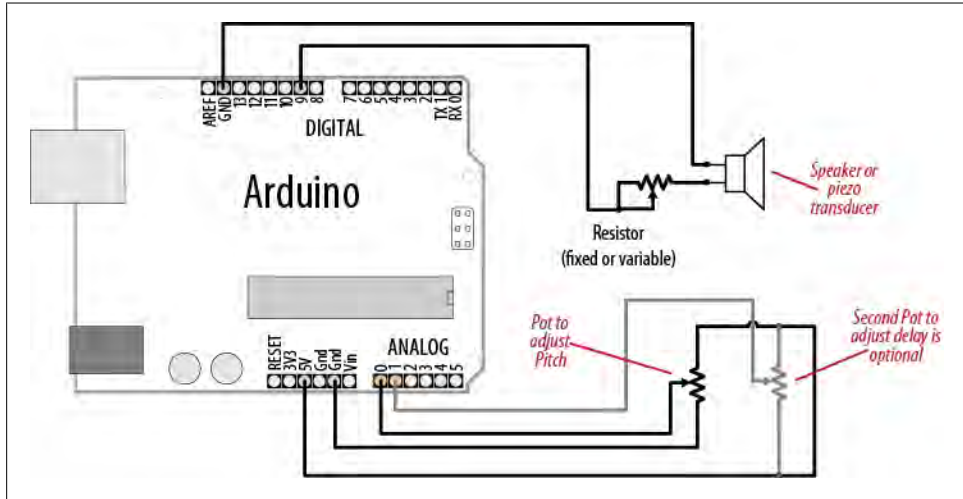 AREF
GND
13
12
11
10
9
8
7
6
5
4
3
2
TX 1
RX 0
DIGITAL
Arduino
Speaker or
piezo
transducer
Resistor
(fixed or variable)
Pot to
adjust
Pitch
Second Pot to
adjust delay is
optional
RESET
3V3
5V
Gnd
Gnd
Vin
ANALOG
0
1
2
3
4
5